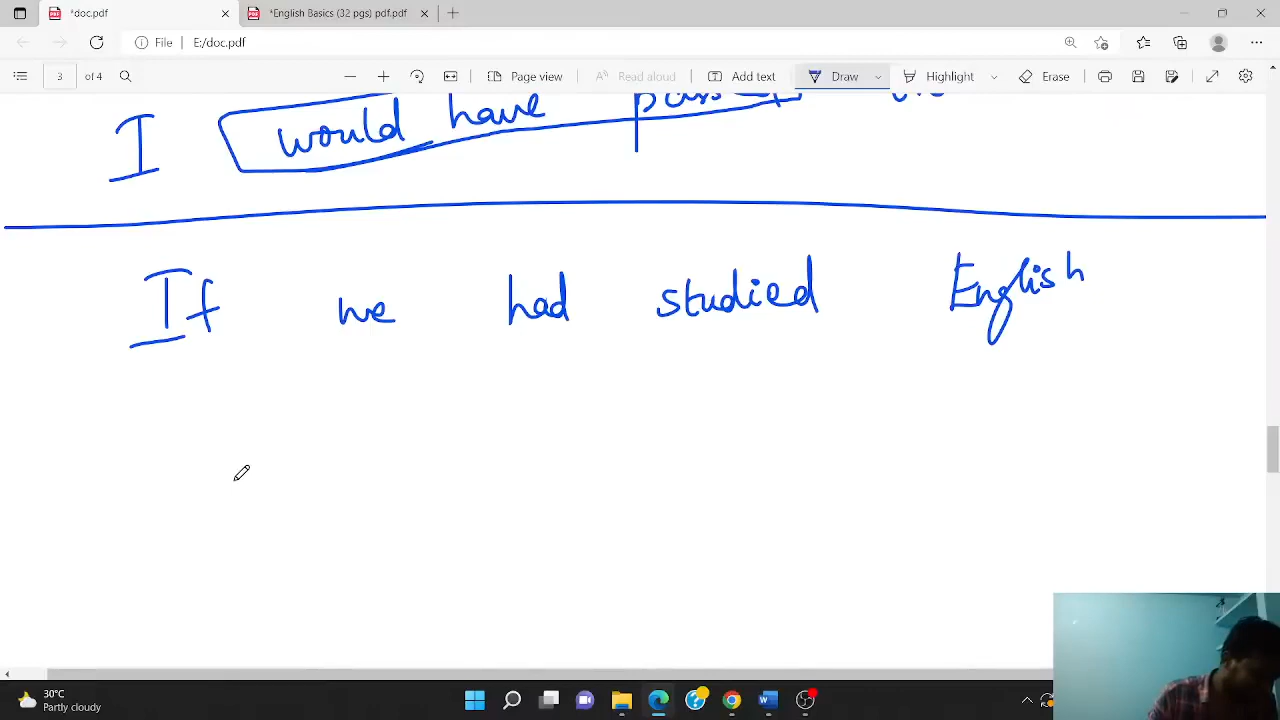 *doc.pdf
*English Basics (32 pgs) pdf.pdf
File E:/doc.pdf
3 of 4 Page view Read aloud Add text Draw Highlight Erase
I would have
If we had studied English
30°C
Partly cloudy